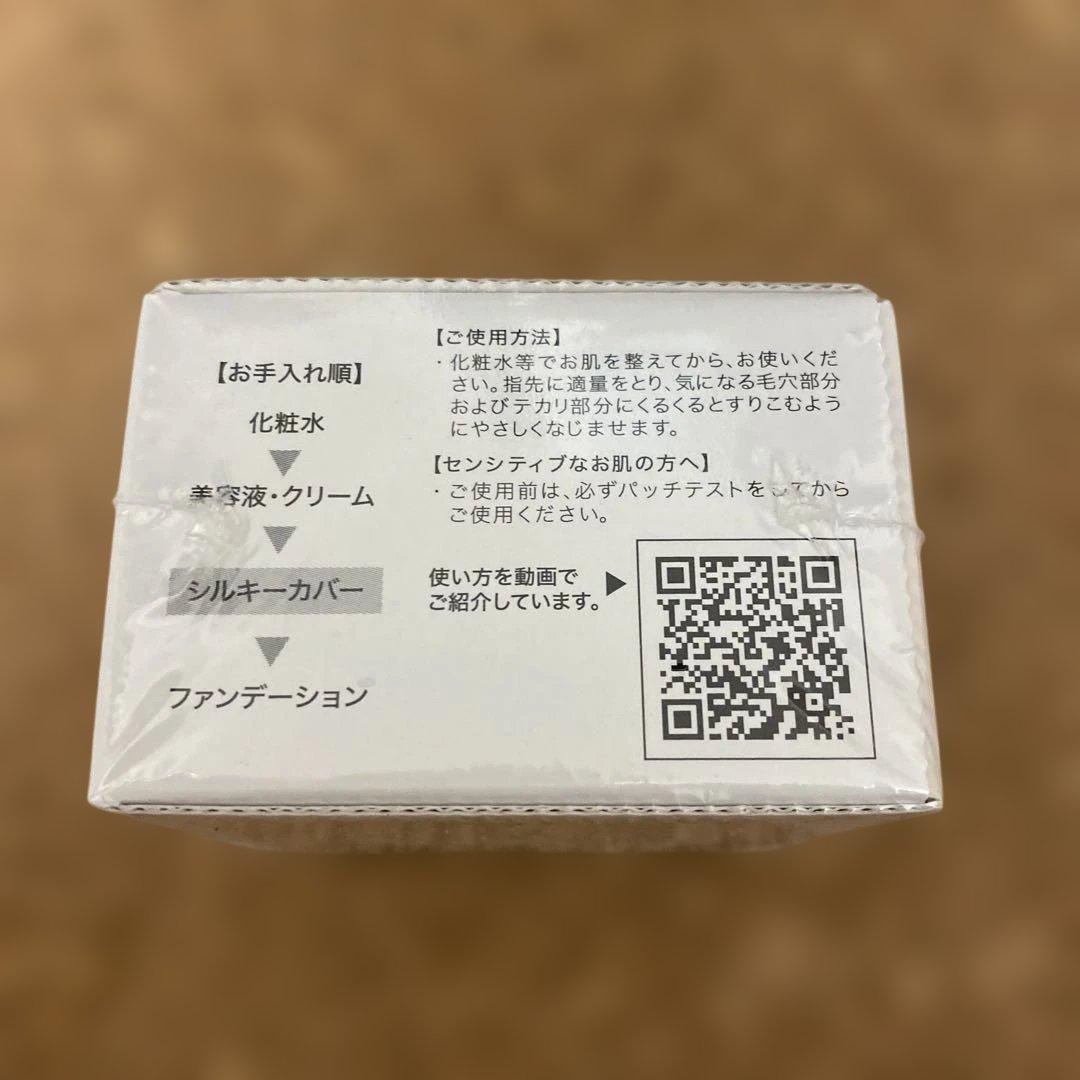 【お手入れ順】
化粧水
美容液・クリーム
シルキーカバー
ファンデーション
【ご使用方法】
・化粧水等でお肌を整えてから、お使いくだ
さい。指先に適量をとり、気になる毛穴部分
およびテカリ部分にくるくるとすりこむよう
にやさしくなじませます。
【センシティブなお肌の方へ】
・ご使用前は、必ずパッチテストをしてから
ご使用ください。
使い方を動画で
ご紹介しています。